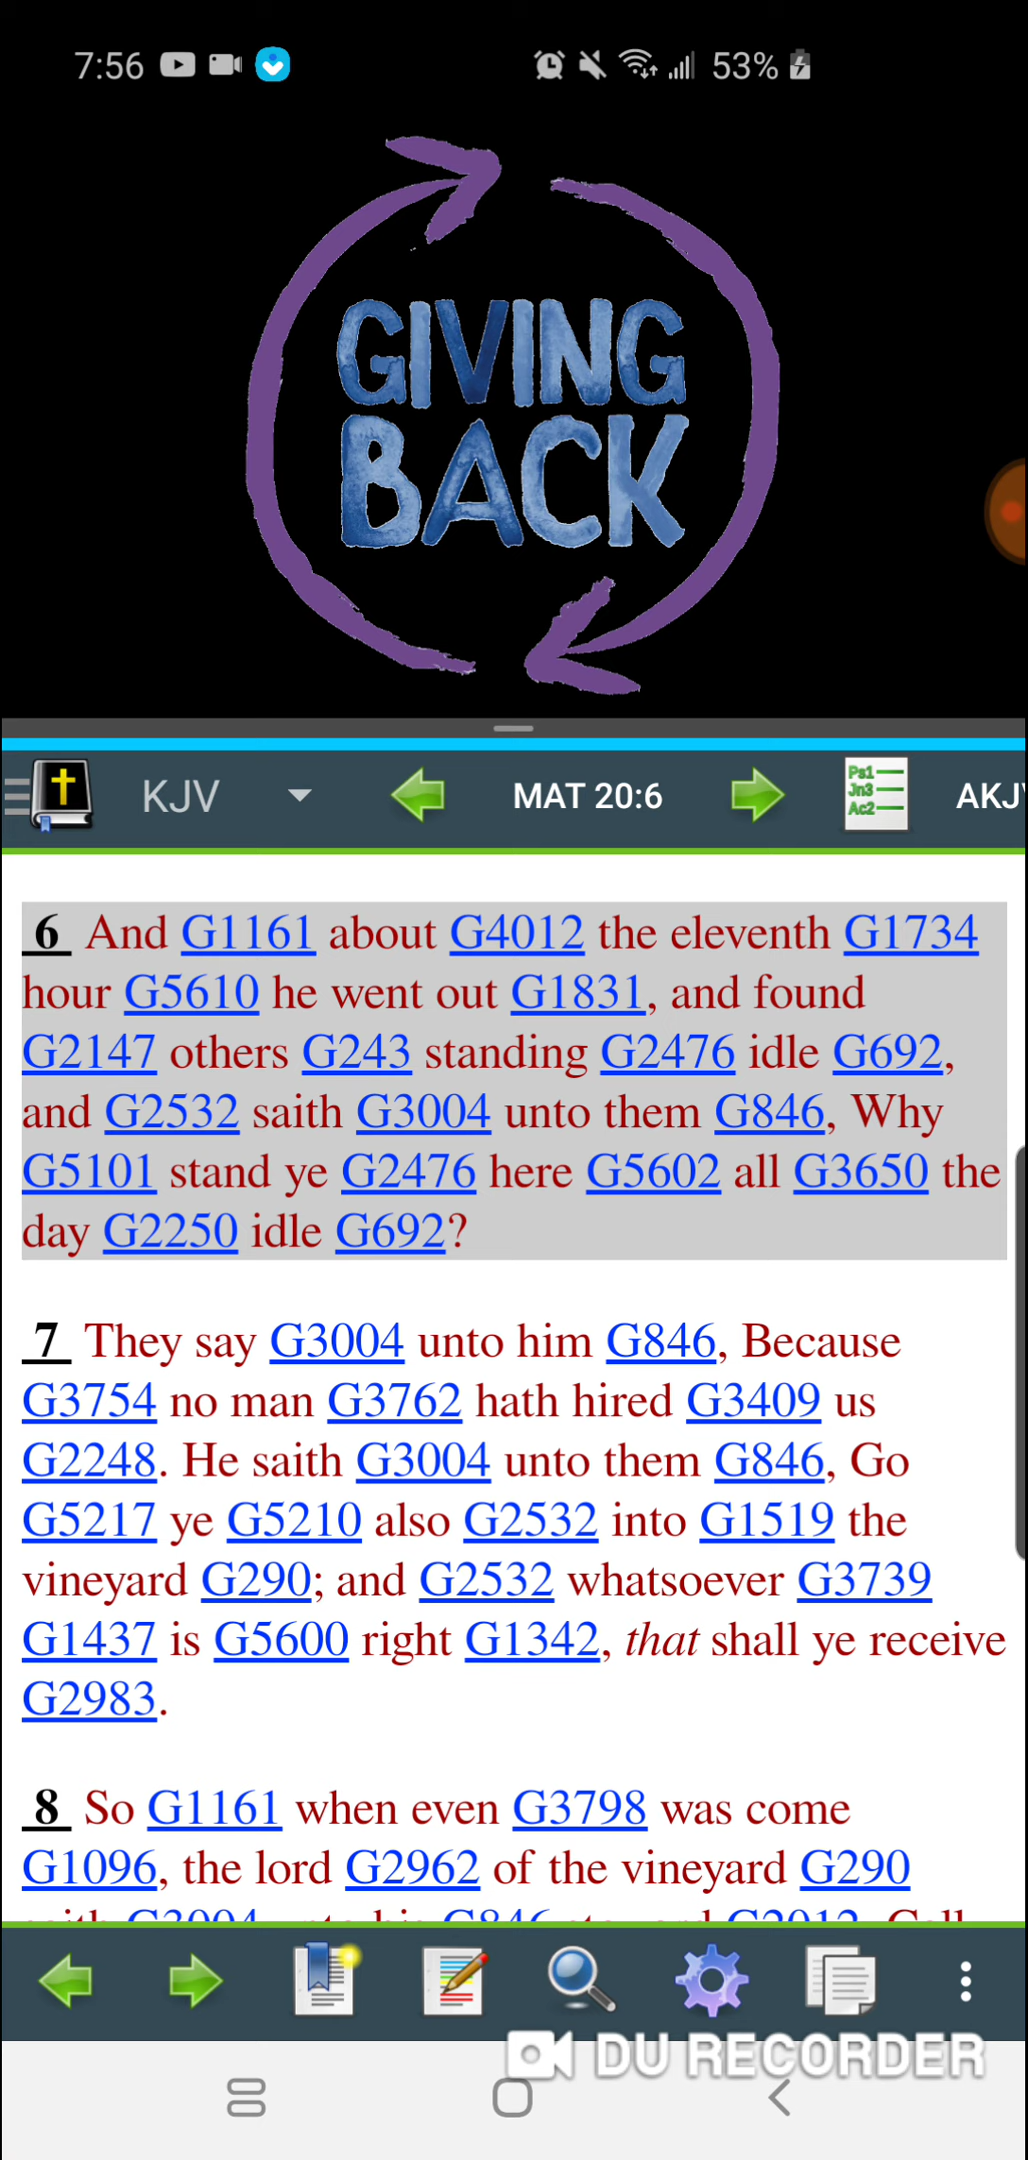 7:56
53%
GIVING
BACK
KJV
MAT 20:6
Ps1
Jn3
Ac2
AKJ
6 And G1161 about G4012 the eleventh G1734
hour G5610 he went out G1831, and found
G2147 others G243 standing G2476 idle G692,
and G2532 saith G3004 unto them G846, Why
G5101 stand ye G2476 here G5602 all G3650 the
day G2250 idle G692?
7 They say G3004 unto him G846, Because
G3754 no man G3762 hath hired G3409 us
G2248. He saith G3004 unto them G846, Go
G5217 ye G5210 also G2532 into G1519 the
vineyard G290; and G2532 whatsoever G3739
G1437 is G5600 right G1342, that shall ye receive
G2983.
8 So G1161 when even G3798 was come
G1096, the lord G2962 of the vineyard G290
DU RECORDER